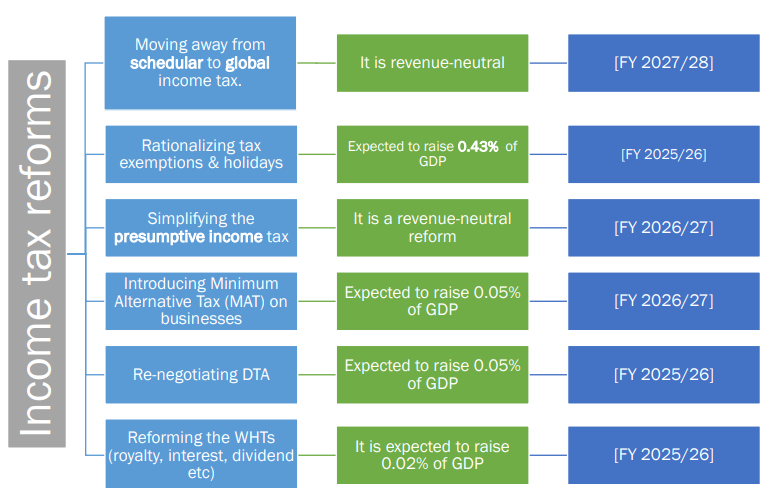 Income tax reforms
Moving away from
schedular to global
income tax.
It is revenue-neutral
[FY 2027/28]
Rationalizing tax
exemptions & holidays
Expected to raise 0.43% of
GDP
[FY 2025/26]
Simplifying the
presumptive income tax
It is a revenue-neutral
reform
[FY 2026/27]
Introducing Minimum
Alternative Tax (MAT) on
businesses
Expected to raise 0.05%
of GDP
[FY 2026/27]
Re-negotiating DTA
Expected to raise 0.05%
of GDP
[FY 2025/26]
Reforming the WHTs
(royalty, interest, dividend
etc)
It is expected to raise
0.02% of GDP
[FY 2025/26]